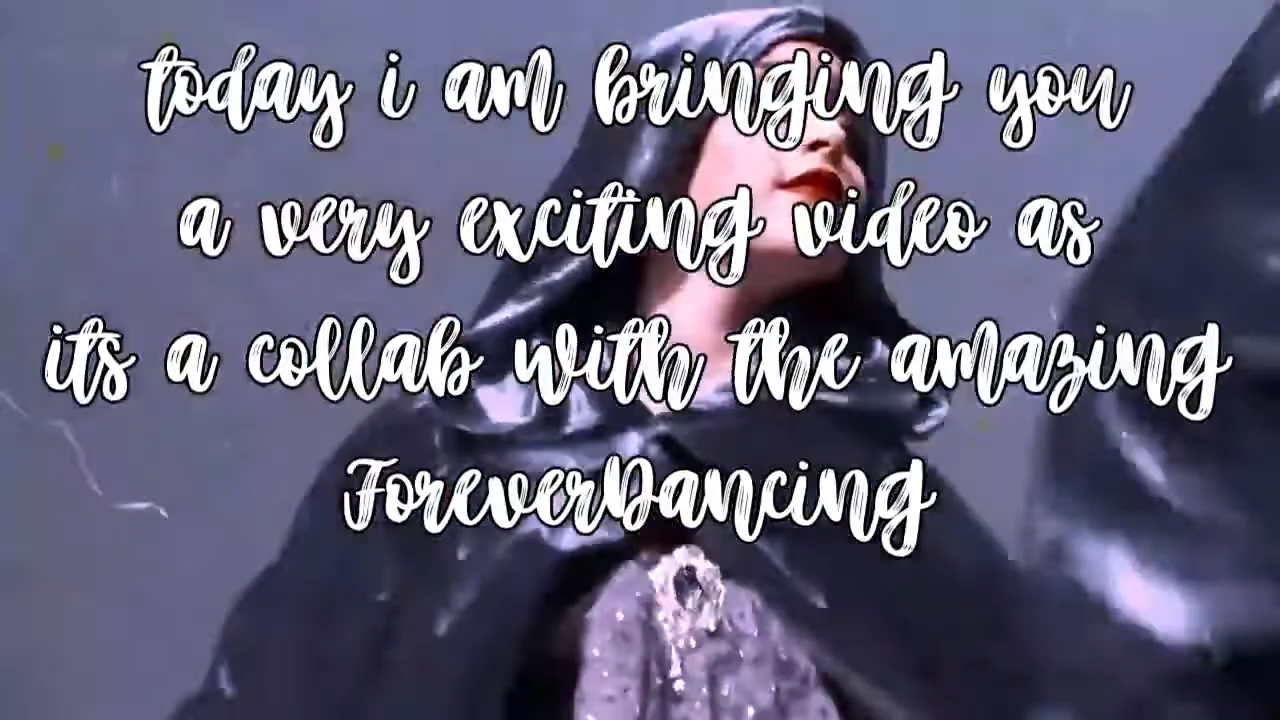 today i am bringing you
a very exciting video as
its a collab with the amazing
ForeverDancing